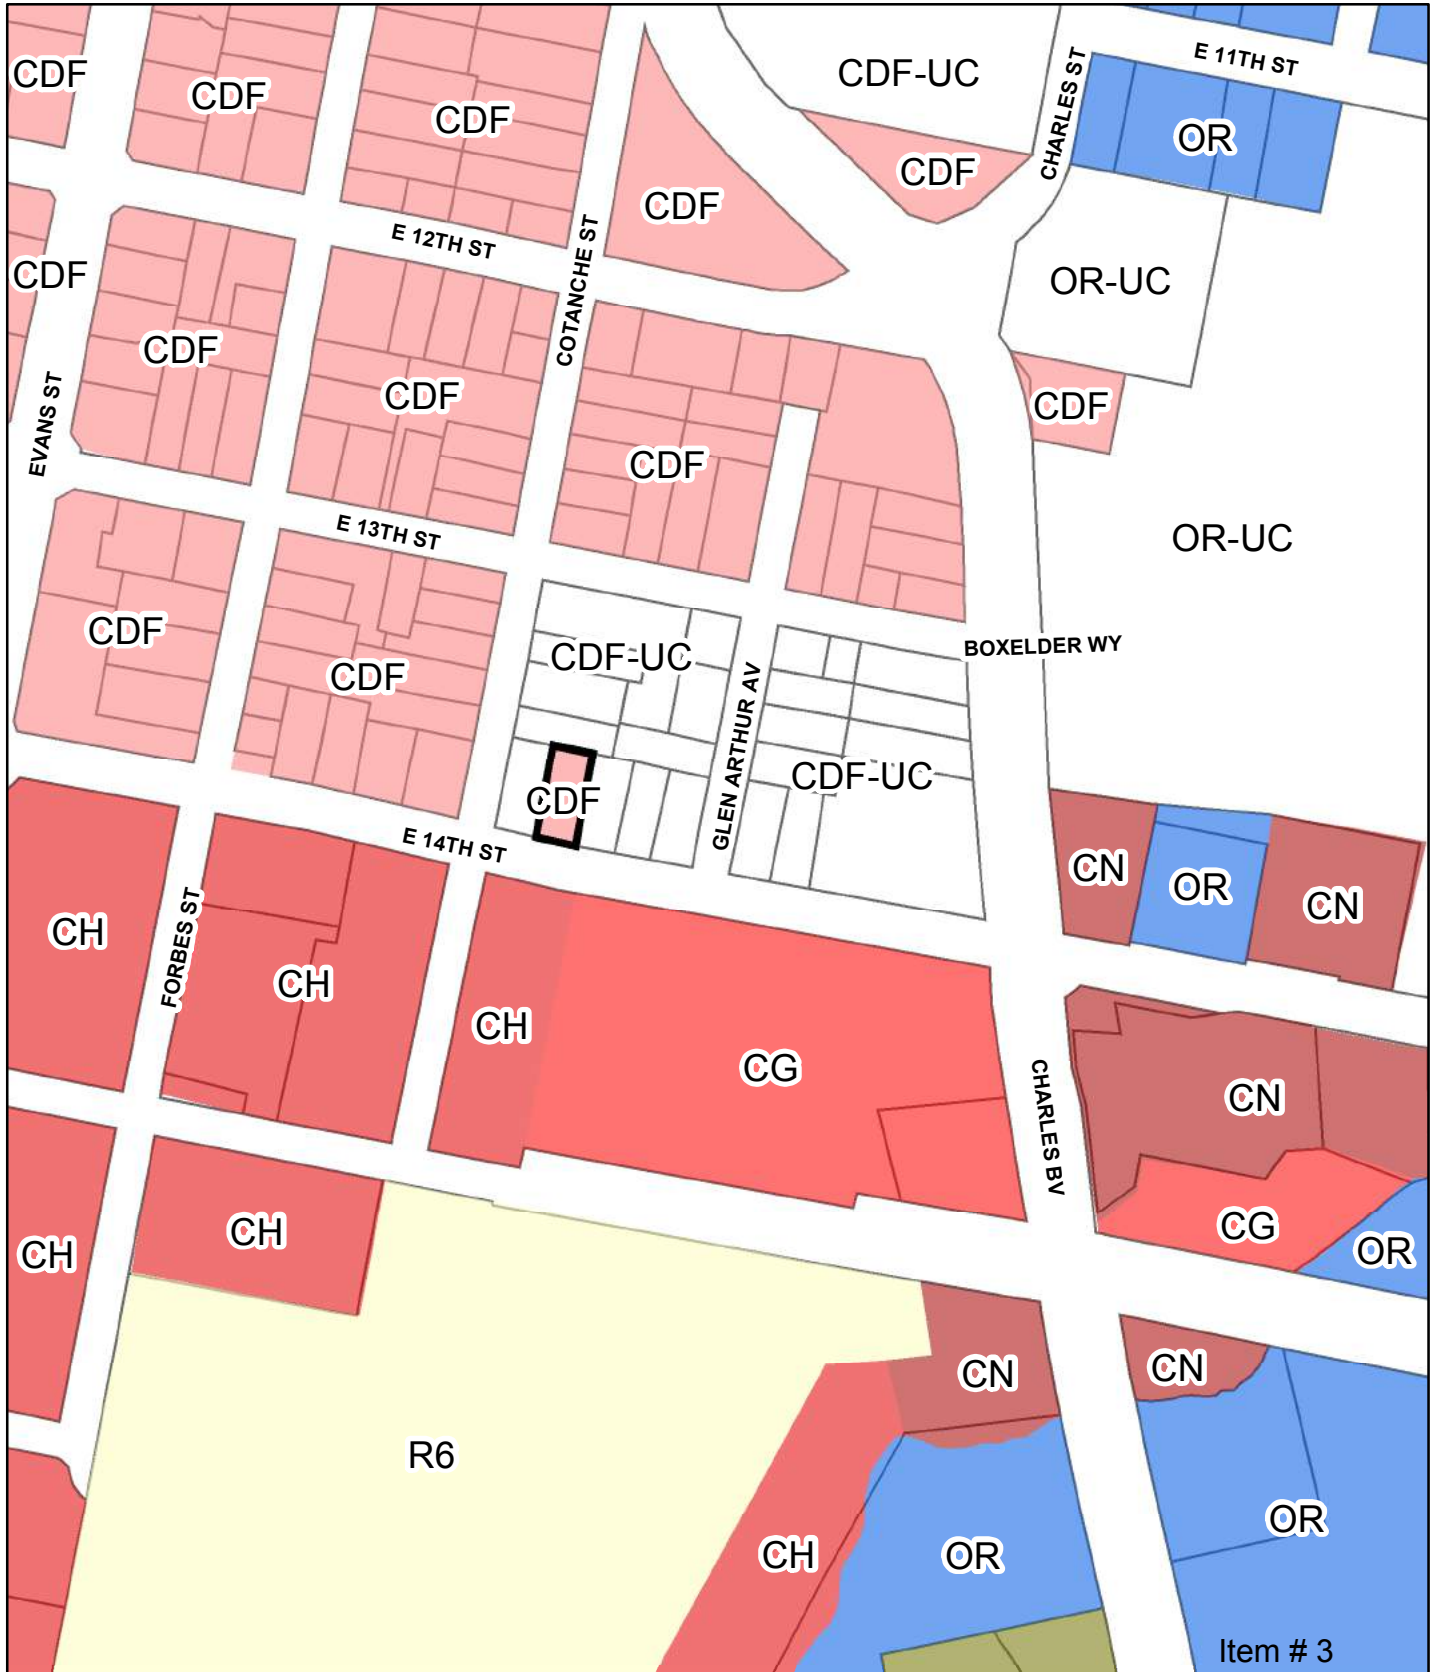 E 11TH ST
CDF
CDF
CDF
CDF-UC
CHARLES ST
OR
CDF
CDF
E 12TH ST
COTANCHE ST
CDF
OR-UC
CDF
CDF
CDF
EVANS ST
CDF
E 13TH ST
OR-UC
CDF
CDF
CDF-UC
BOXELDER WY
GLEN ARTHUR AV
CDF-UC
CDF
E 14TH ST
CN
OR
CN
CH
FORBES ST
CH
CH
CG
CHARLES BV
CN
CH
CH
CG
OR
CN
CN
R6
CH
OR
OR
Item # 3